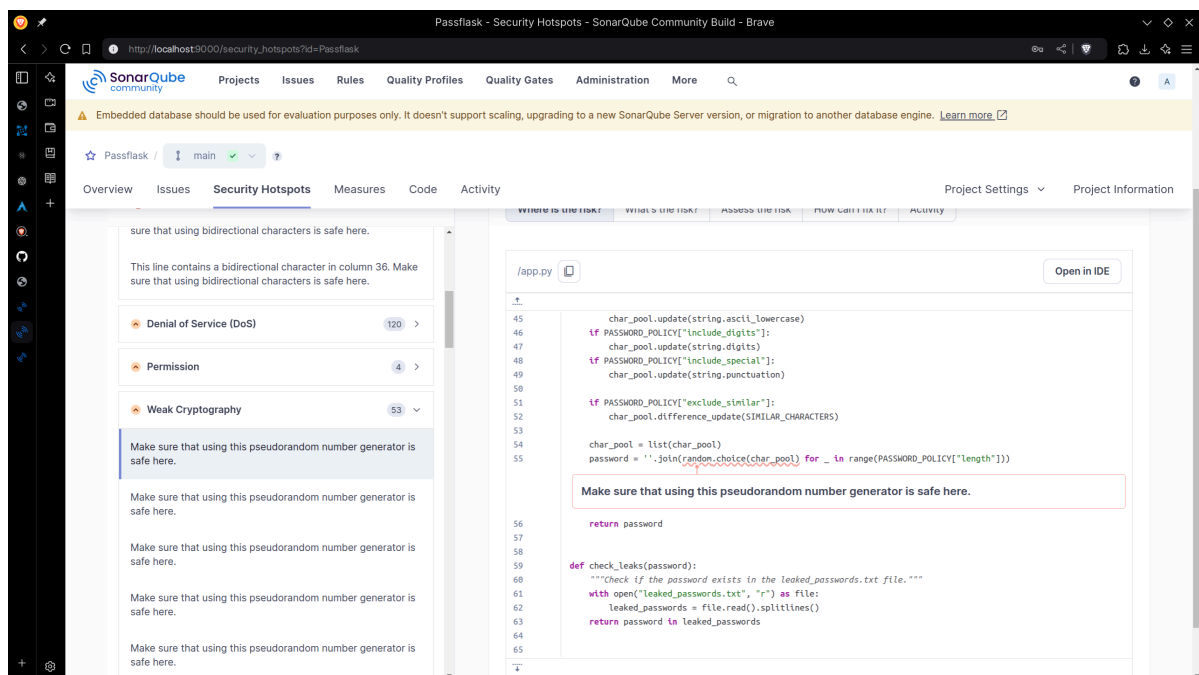 Passflask - Security Hotspots - SonarQube Community Build - Brave
http://localhost:9000/security_hotspots?id=Passflask
SonarQube community
Projects Issues Rules Quality Profiles Quality Gates Administration More
? A
Embedded database should be used for evaluation purposes only. It doesn't support scaling, upgrading to a new SonarQube Server version, or migration to another database engine. Learn more
Passflask / main ?
Overview Issues Security Hotspots Measures Code Activity Project Settings Project Information
sure that using bidirectional characters is safe here.
This line contains a bidirectional character in column 36. Make
sure that using bidirectional characters is safe here.
Denial of Service (DoS) 120
Permission 4
Weak Cryptography 53
Make sure that using this pseudorandom number generator is
safe here.
Make sure that using this pseudorandom number generator is
safe here.
Make sure that using this pseudorandom number generator is
safe here.
Make sure that using this pseudorandom number generator is
safe here.
Make sure that using this pseudorandom number generator is
safe here.
Where is the risk? What's the risk? Assess the risk How can I fix it? Activity
/app.py Open in IDE
45 char_pool.update(string.ascii_lowercase)
46 if PASSWORD_POLICY["include_digits"]:
47 char_pool.update(string.digits)
48 if PASSWORD_POLICY["include_special"]:
49 char_pool.update(string.punctuation)
50
51 if PASSWORD_POLICY["exclude_similar"]:
52 char_pool.difference_update(SIMILAR_CHARACTERS)
53
54 char_pool = list(char_pool)
55 password = ''.join(random.choice(char_pool) for _ in range(PASSWORD_POLICY["length"]))
Make sure that using this pseudorandom number generator is safe here.
56 return password
57
58
59 def check_leaks(password):
60 """Check if the password exists in the leaked_passwords.txt file."""
61 with open("leaked_passwords.txt", "r") as file:
62 leaked_passwords = file.read().splitlines()
63 return password in leaked_passwords
64
65